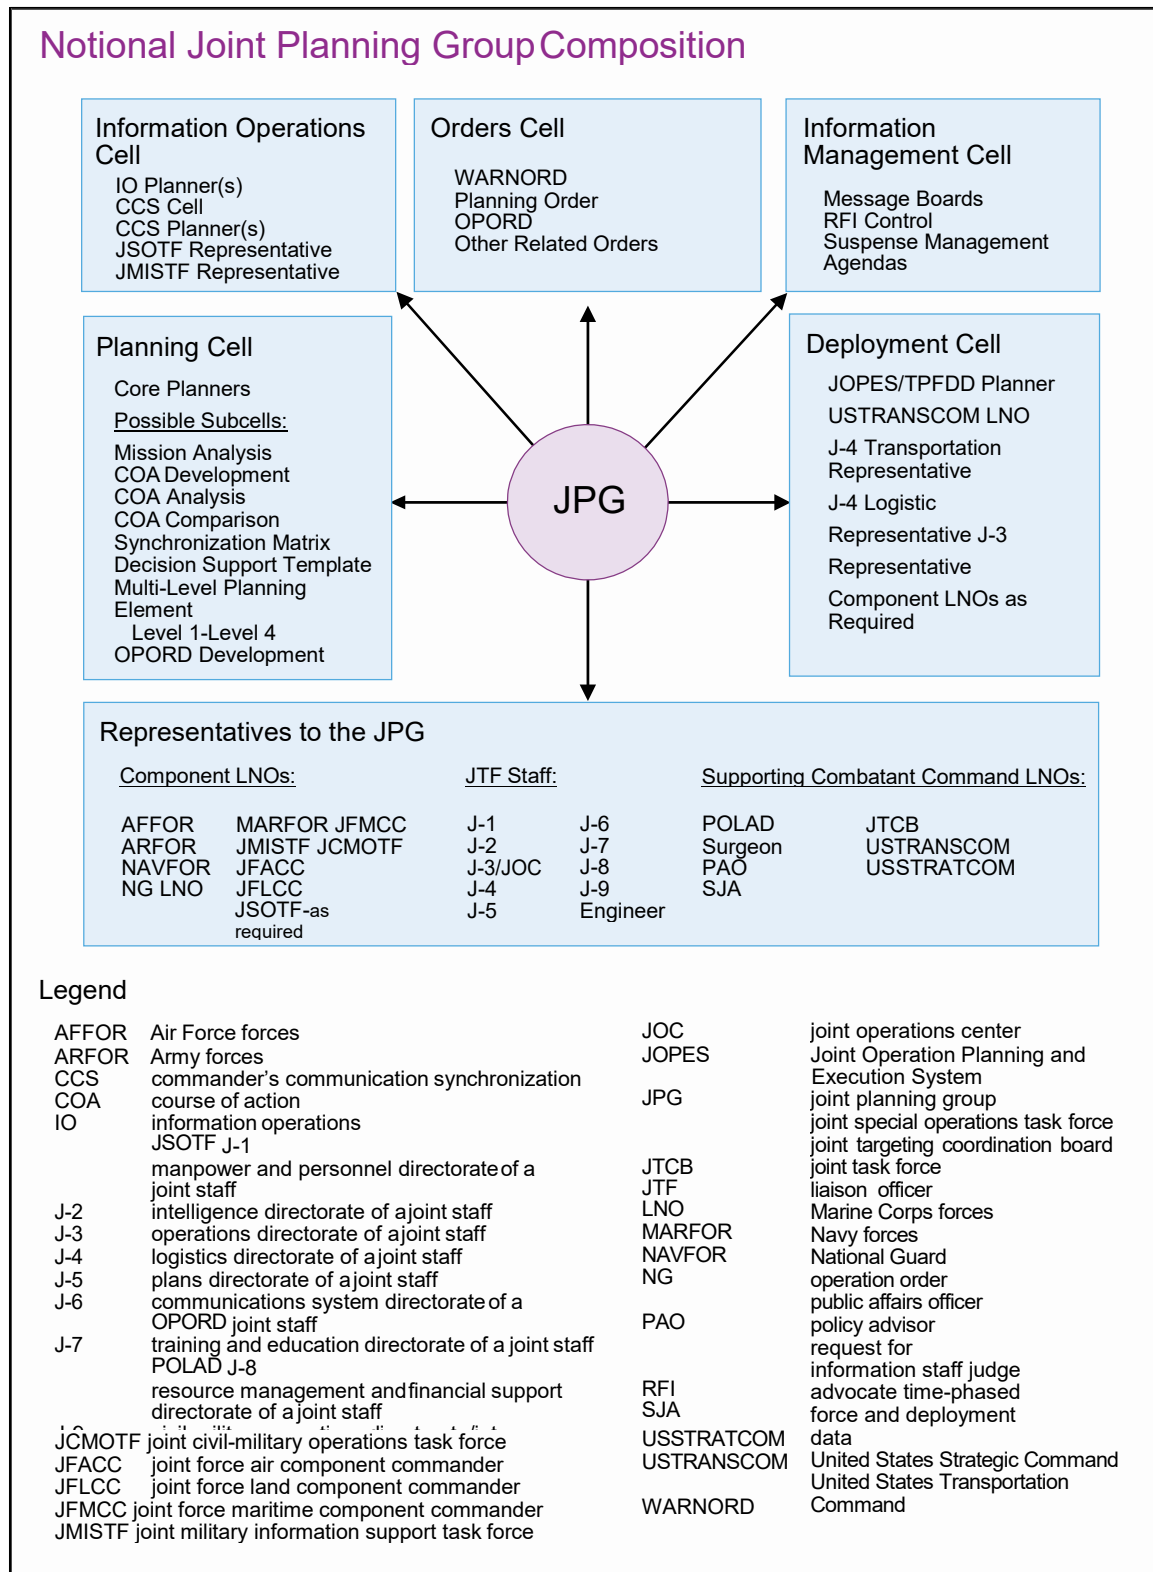 Notional Joint Planning Group Composition
Information Operations
Cell
IO Planner(s)
CCS Cell
CCS Planner(s)
JSOTF Representative
JMISTF Representative
Orders Cell
WARNORD
Planning Order
OPORD
Other Related Orders
Information
Management Cell
Message Boards
RFI Control
Suspense Management
Agendas
Planning Cell
Core Planners
Possible Subcells:
Mission Analysis
COA Development
COA Analysis
COA Comparison
Synchronization Matrix
Decision Support Template
Multi-Level Planning
Element
Level 1-Level 4
OPORD Development
JPG
Deployment Cell
JOPES/TPFDD Planner
USTRANSCOM LNO
J-4 Transportation
Representative
J-4 Logistic
Representative J-3
Representative
Component LNOs as
Required
Representatives to the JPG
Component LNOs:
AFFOR
ARFOR
NAVFOR
NG LNO
MARFOR JFMCC
JMISTF JCMOTF
JFACC
JFLCC
JSOTF-as
required
JTF Staff:
J-1
J-2
J-3/JOC
J-4
J-5
J-6
J-7
J-8
J-9
Engineer
Supporting Combatant Command LNOs:
POLAD
Surgeon
PAO
SJA
JTCB
USTRANSCOM
USSTRATCOM
Legend
AFFOR Air Force forces
ARFOR Army forces
CCS commander's communication synchronization
COA course of action
IO information operations
JSOTF J-1
manpower and personnel directorate of a
joint staff
J-2 intelligence directorate of a joint staff
J-3 operations directorate of a joint staff
J-4 logistics directorate of a joint staff
J-5 plans directorate of a joint staff
J-6 communications system directorate of a
OPORD joint staff
J-7 training and education directorate of a joint staff
POLAD J-8
resource management and financial support
directorate of a joint staff
JCMOTF joint civil-military operations task force
JFACC joint force air component commander
JFLCC joint force land component commander
JFMCC joint force maritime component commander
JMISTF joint military information support task force
JOC joint operations center
JOPES Joint Operation Planning and
Execution System
JPG joint planning group
joint special operations task force
joint targeting coordination board
JTCB joint task force
JTF liaison officer
LNO Marine Corps forces
MARFOR Navy forces
NAVFOR National Guard
NG operation order
public affairs officer
PAO policy advisor
request for
information staff judge
RFI advocate time-phased
SJA force and deployment
USSTRATCOM data
USTRANSCOM United States Strategic Command
United States Transportation
WARNORD Command